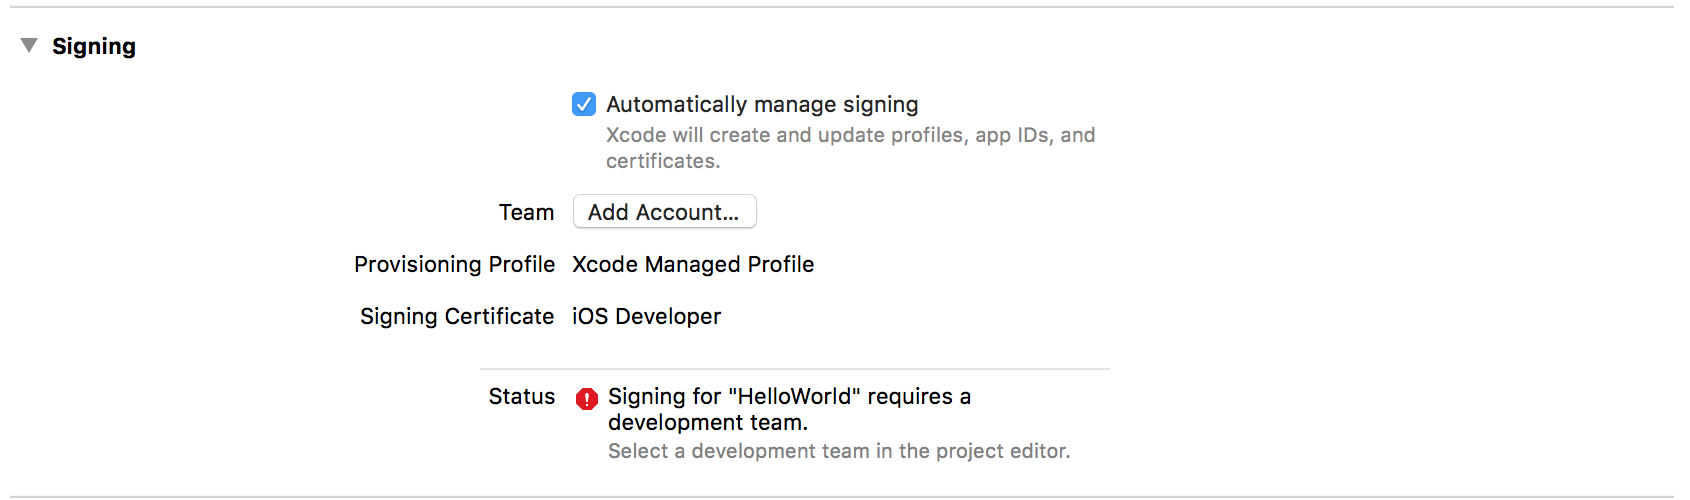 Signing
Automatically manage signing
Xcode will create and update profiles, app IDs, and
certificates.
Team Add Account...
Provisioning Profile Xcode Managed Profile
Signing Certificate iOS Developer
Status Signing for "HelloWorld" requires a
development team.
Select a development team in the project editor.